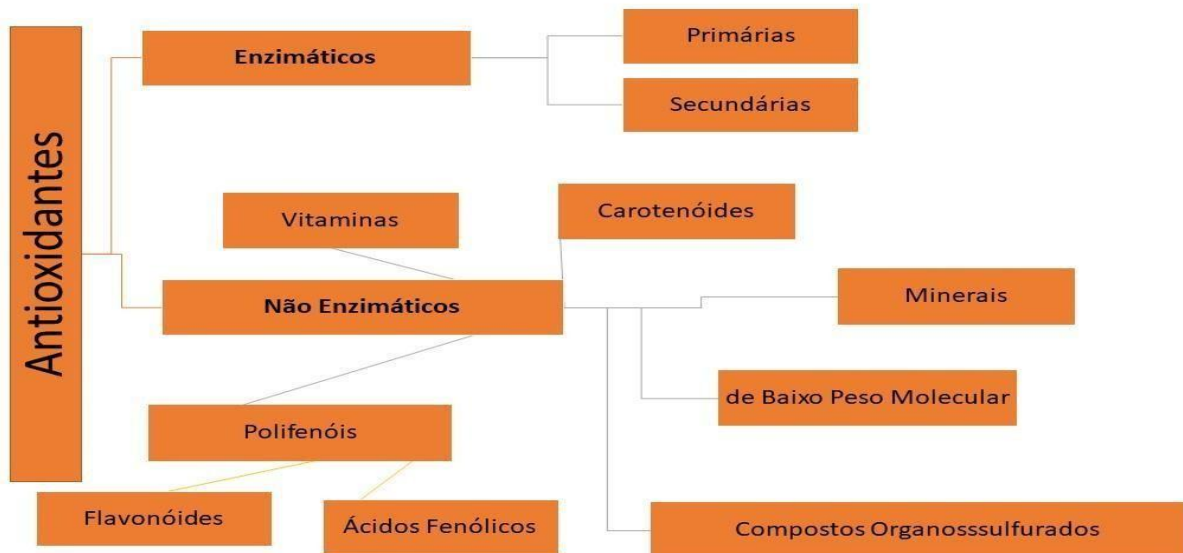 Antioxidantes
Enzimáticos
Primárias
Secundárias
Vitaminas
Carotenóides
Não Enzimáticos
Minerais
de Baixo Peso Molecular
Polifenóis
Flavonóides
Ácidos Fenólicos
Compostos Organosssulfurados